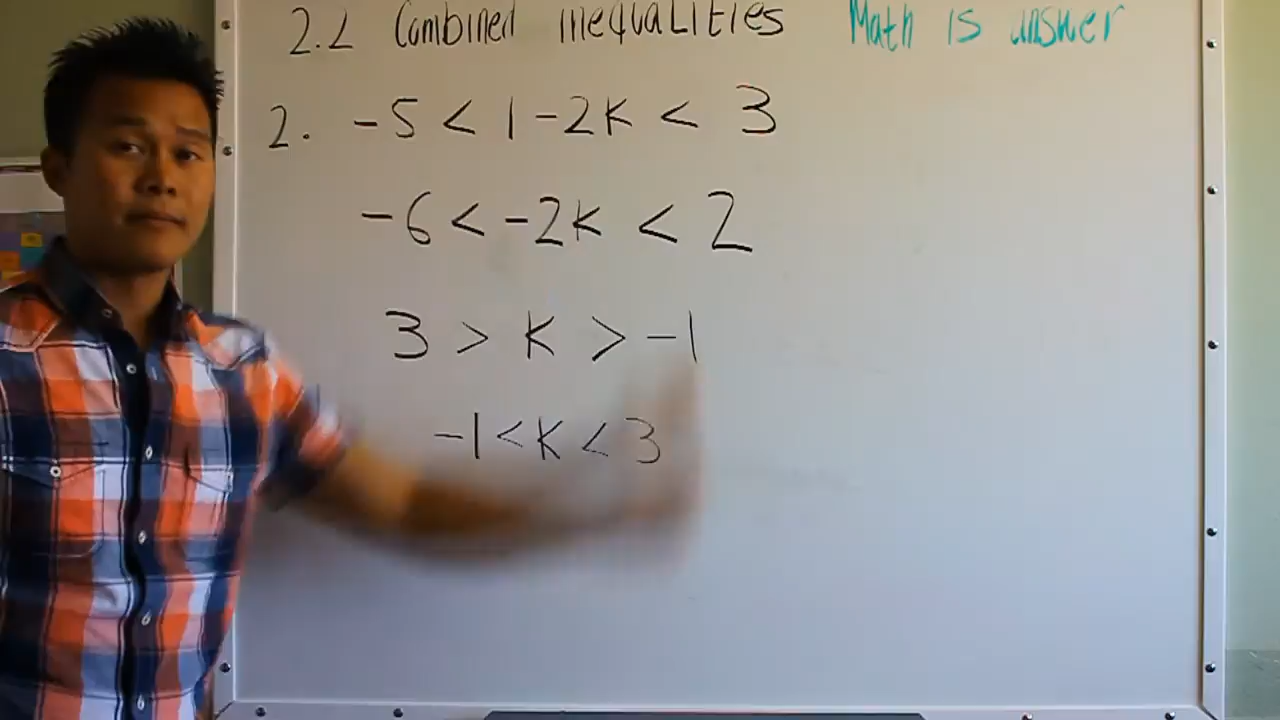 2.2 Combined inequalities Math is answer
2. -5 < 1-2k < 3
-6 < -2k < 2
3 > k > -1
-1 < k < 3